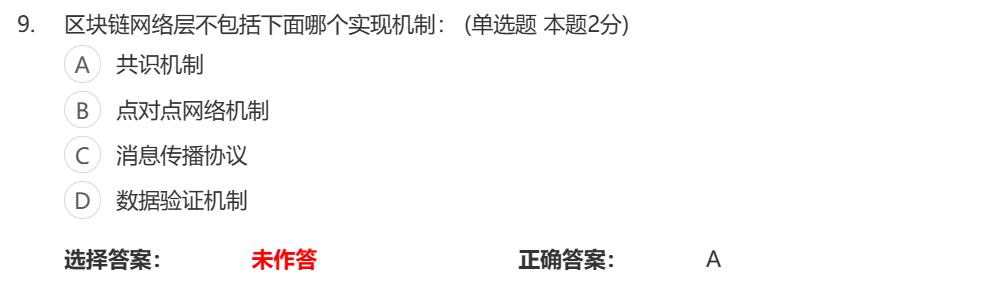 9. 区块链网络层不包括下面哪个实现机制： (单选题 本题2分)
A 共识机制
B 点对点网络机制
C 消息传播协议
D 数据验证机制
选择答案： 未作答 正确答案： A